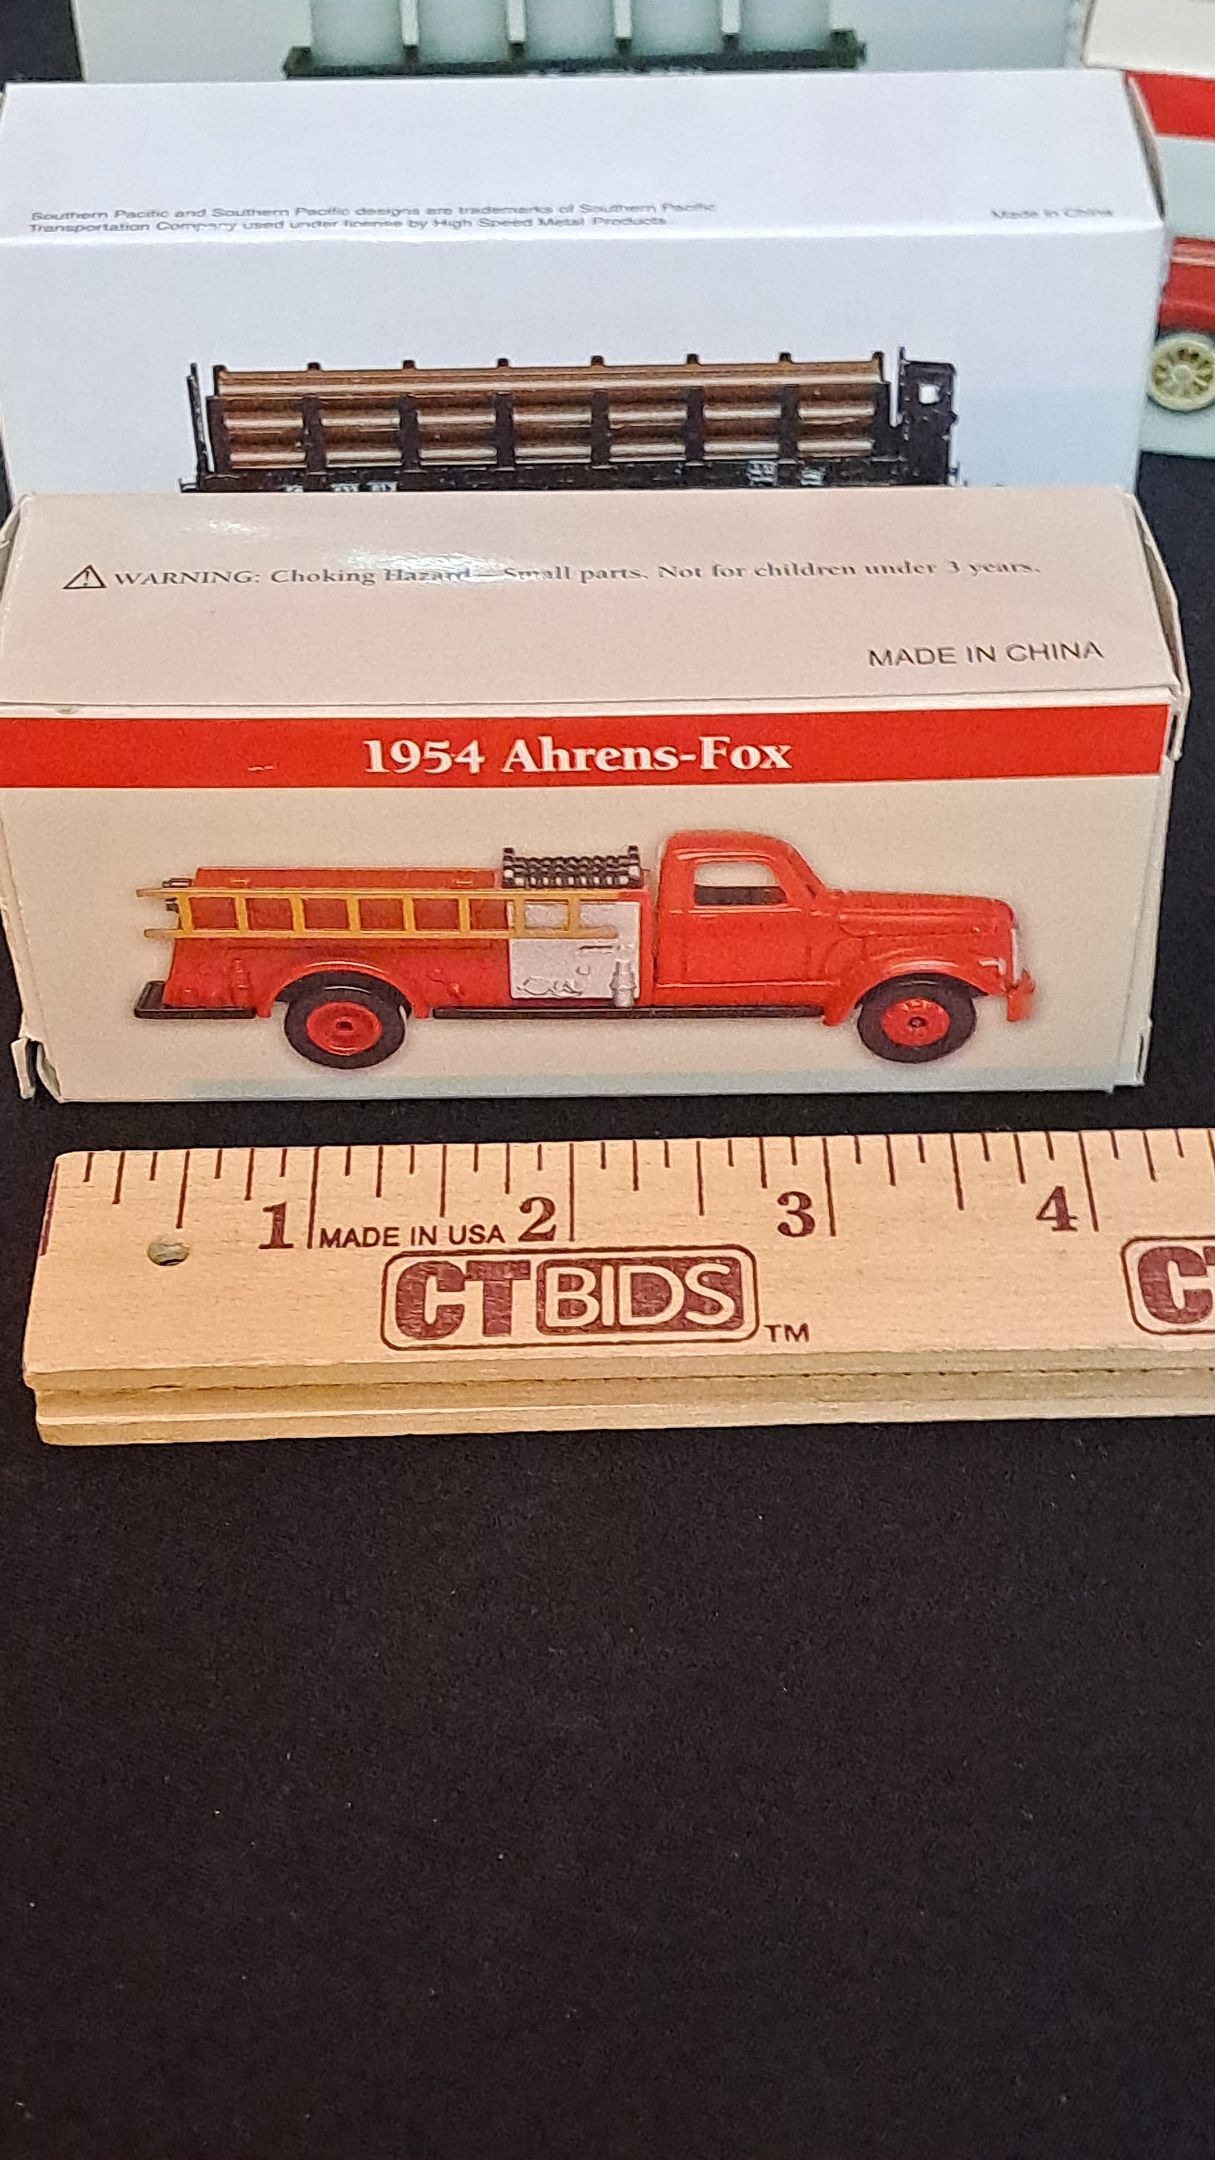 Southern Pacific and Southern Pacific designs are trademarks of Southern Pacific
Transportation Company used under license by High Speed Metal Products
Made in China
WARNING: Choking Hazard—Small parts. Not for children under 3 years.
MADE IN CHINA
1954 Ahrens-Fox
1 2 3 4
MADE IN USA
CTBIDS™
CT